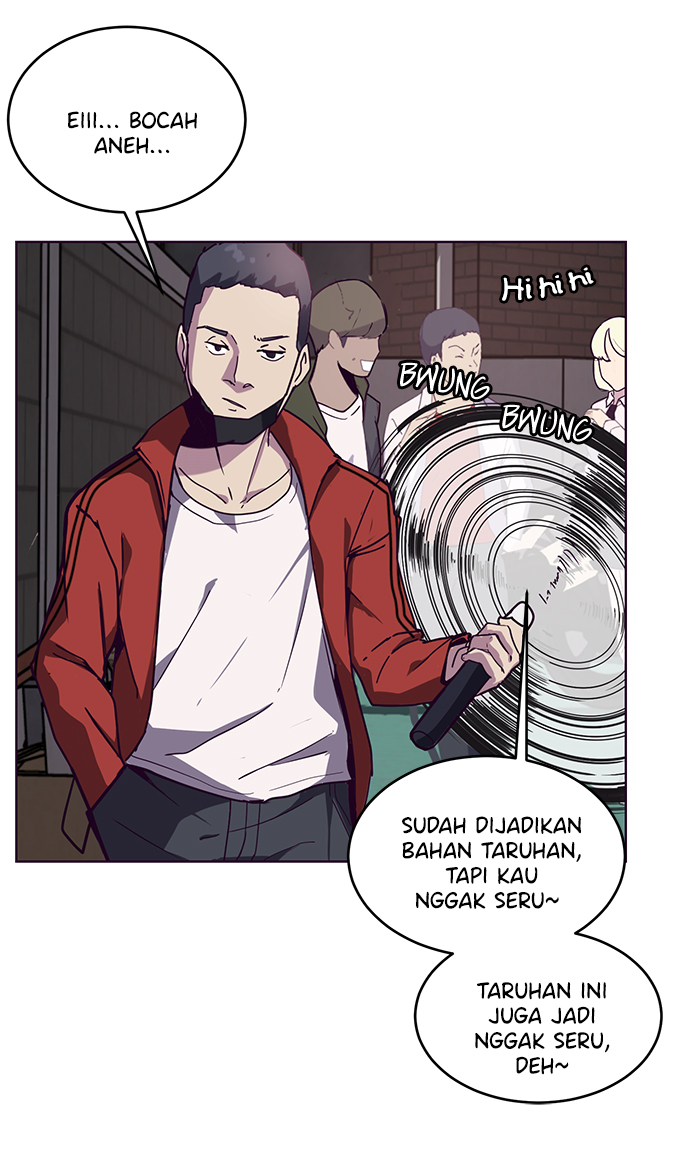 EIII... BOCAH
ANEH...
Hi hi hi
BWUNG
BWUNG
SUDAH DIJADIKAN
BAHAN TARUHAN,
TAPI KAU
NGGAK SERU~
TARUHAN INI
JUGA JADI
NGGAK SERU,
DEH~